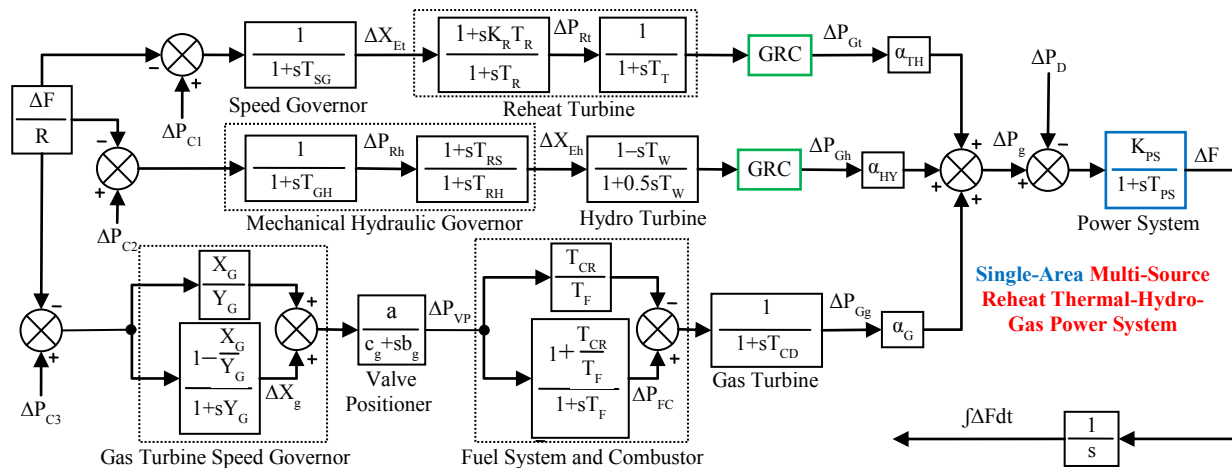 ΔF
R
ΔP_C1
1
1+sT_SG
Speed Governor
ΔX_Et
1+sK_RT_R
1+sT_R
ΔP_Rt
1
1+sT_T
Reheat Turbine
GRC
ΔP_Gt
α_TH
ΔP_D
ΔP_C2
1
1+sT_GH
ΔP_Rh
1+sT_RS
1+sT_RH
Mechanical Hydraulic Governor
ΔX_Eh
1-sT_W
1+0.5sT_W
Hydro Turbine
GRC
ΔP_Gh
α_HY
ΔP_g
K_PS
1+sT_PS
Power System
ΔF
ΔP_C3
X_G
Y_G
1- X_G
Y_G
1+sY_G
ΔX_g
Gas Turbine Speed Governor
a
c_g+sb_g
Valve
Positioner
ΔP_VP
T_CR
T_F
1+ T_CR
T_F
1+sT_F
ΔP_FC
Fuel System and Combustor
1
1+sT_CD
Gas Turbine
ΔP_Gg
α_G
Single-Area Multi-Source
Reheat Thermal-Hydro-
Gas Power System
∫ΔFdt
1
s